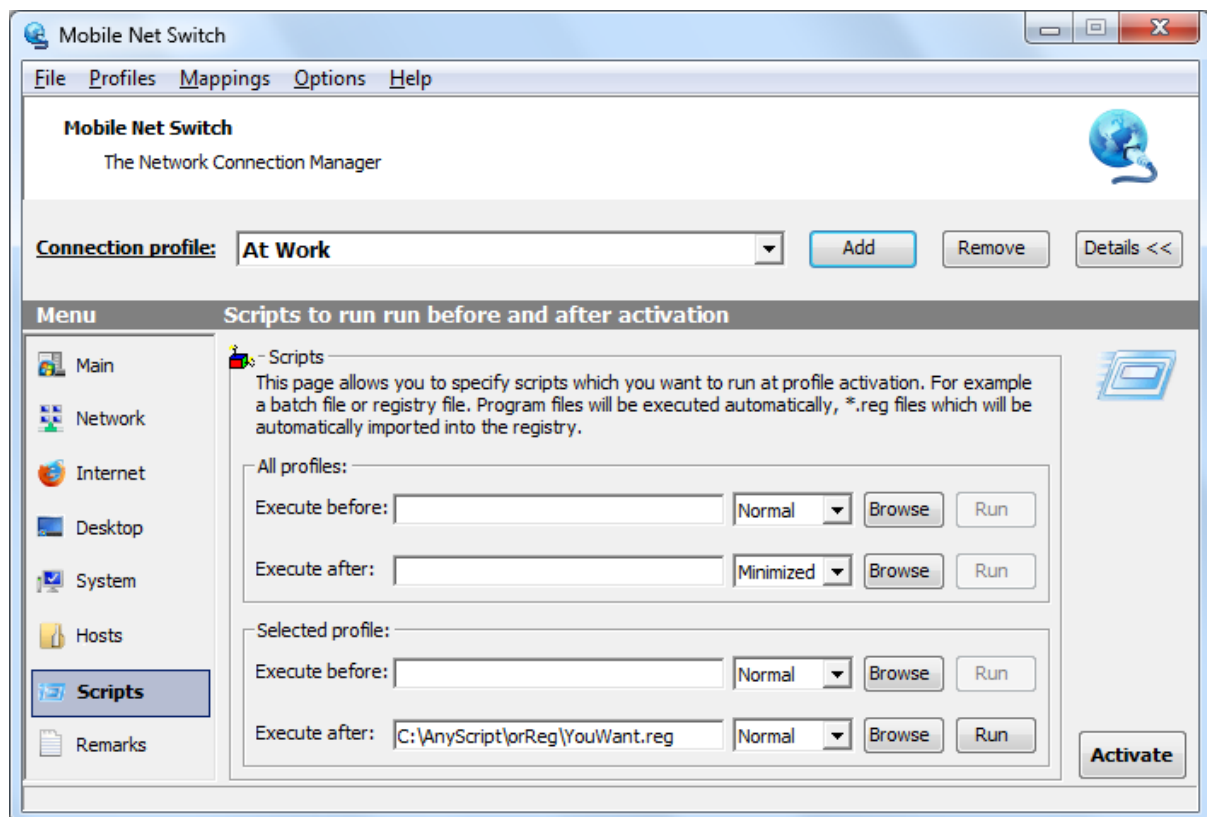 Mobile Net Switch
File Profiles Mappings Options Help
Mobile Net Switch
The Network Connection Manager
Connection profile: At Work Add Remove Details <<
Menu Scripts to run run before and after activation
Main
Network
Internet
Desktop
System
Hosts
Scripts
Remarks
Scripts
This page allows you to specify scripts which you want to run at profile activation. For example
a batch file or registry file. Program files will be executed automatically, *.reg files which will be
automatically imported into the registry.
All profiles:
Execute before: Normal Browse Run
Execute after: Minimized Browse Run
Selected profile:
Execute before: Normal Browse Run
Execute after: C:\AnyScript\orReg\YouWant.reg Normal Browse Run
Activate